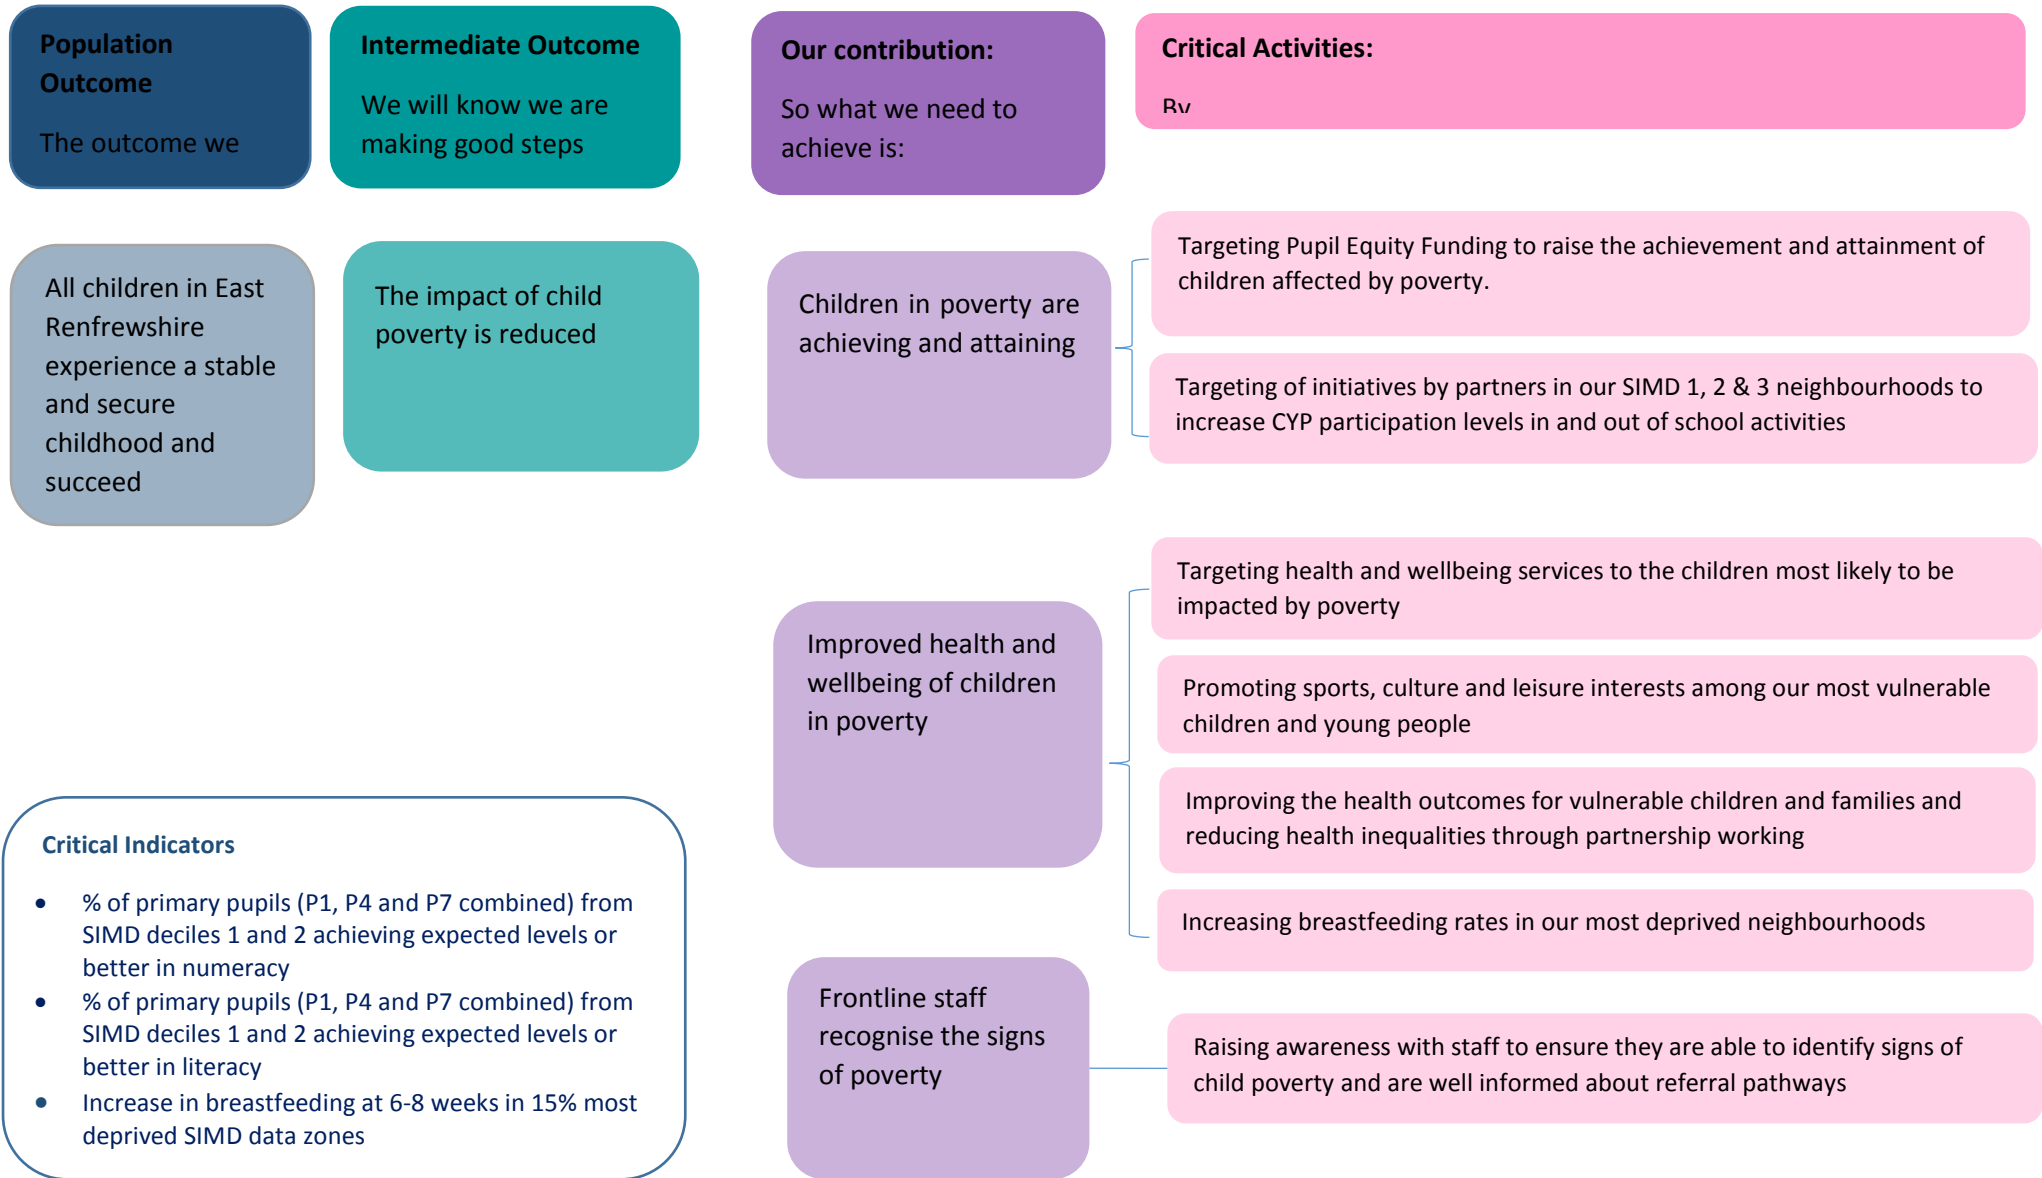 Population
Outcome
The outcome we
Intermediate Outcome
We will know we are
making good steps
Our contribution:
So what we need to
achieve is:
Critical Activities:
By
All children in East
Renfrewshire
experience a stable
and secure
childhood and
succeed
The impact of child
poverty is reduced
Children in poverty are
achieving and attaining
Targeting Pupil Equity Funding to raise the achievement and attainment of
children affected by poverty.
Targeting of initiatives by partners in our SIMD 1, 2 & 3 neighbourhoods to
increase CYP participation levels in and out of school activities
Improved health and
wellbeing of children
in poverty
Targeting health and wellbeing services to the children most likely to be
impacted by poverty
Promoting sports, culture and leisure interests among our most vulnerable
children and young people
Improving the health outcomes for vulnerable children and families and
reducing health inequalities through partnership working
Increasing breastfeeding rates in our most deprived neighbourhoods
Frontline staff
recognise the signs
of poverty
Raising awareness with staff to ensure they are able to identify signs of
child poverty and are well informed about referral pathways
Critical Indicators
• % of primary pupils (P1, P4 and P7 combined) from
SIMD deciles 1 and 2 achieving expected levels or
better in numeracy
• % of primary pupils (P1, P4 and P7 combined) from
SIMD deciles 1 and 2 achieving expected levels or
better in literacy
• Increase in breastfeeding at 6-8 weeks in 15% most
deprived SIMD data zones